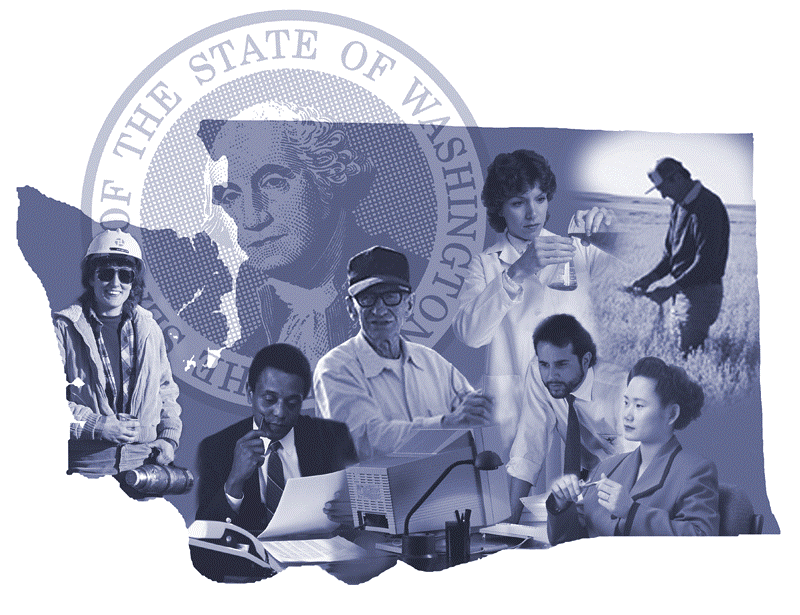 OF THE STATE OF WASHINGTON